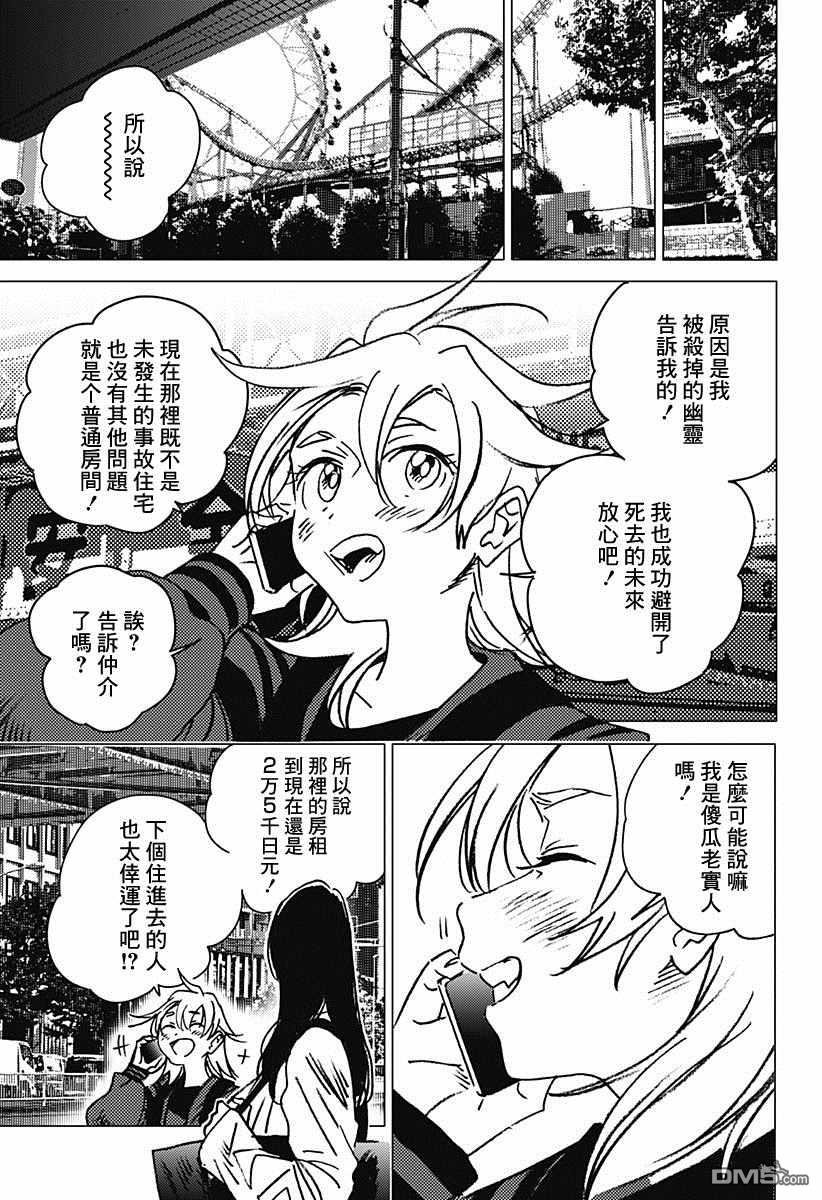 所以說
原因是我
被殺掉的幽靈
告訴我的！
我也成功避開了
死去的未來
放心吧！
現在那裡既不是
未發生的事故住宅
也沒有其他問題
就是个普通房間！
安全
誒？
告訴仲介
了嗎？
怎麼可能說嘛
我是傻瓜老實人
嗎！
所以說
那裡的房租
到現在還是
2万5千日元！
下個住進去的人
也太倖運了吧!?
DM5.com